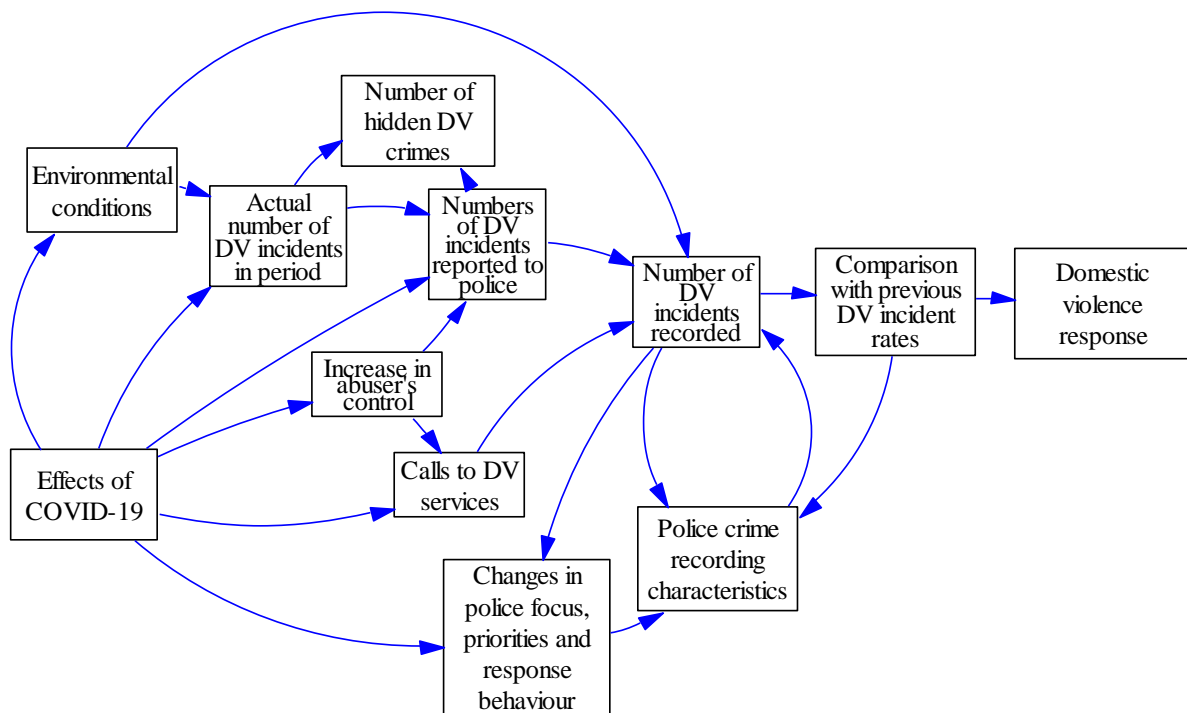 Number of
hidden DV
crimes
Environmental
conditions
Actual
number of
DV incidents
in period
Numbers
of DV
incidents
reported to
police
Number of
DV
incidents
recorded
Comparison
with previous
DV incident
rates
Domestic
violence
response
Increase in
abuser's
control
Effects of
COVID-19
Calls to DV
services
Police crime
recording
characteristics
Changes in
police focus,
priorities and
response
behaviour